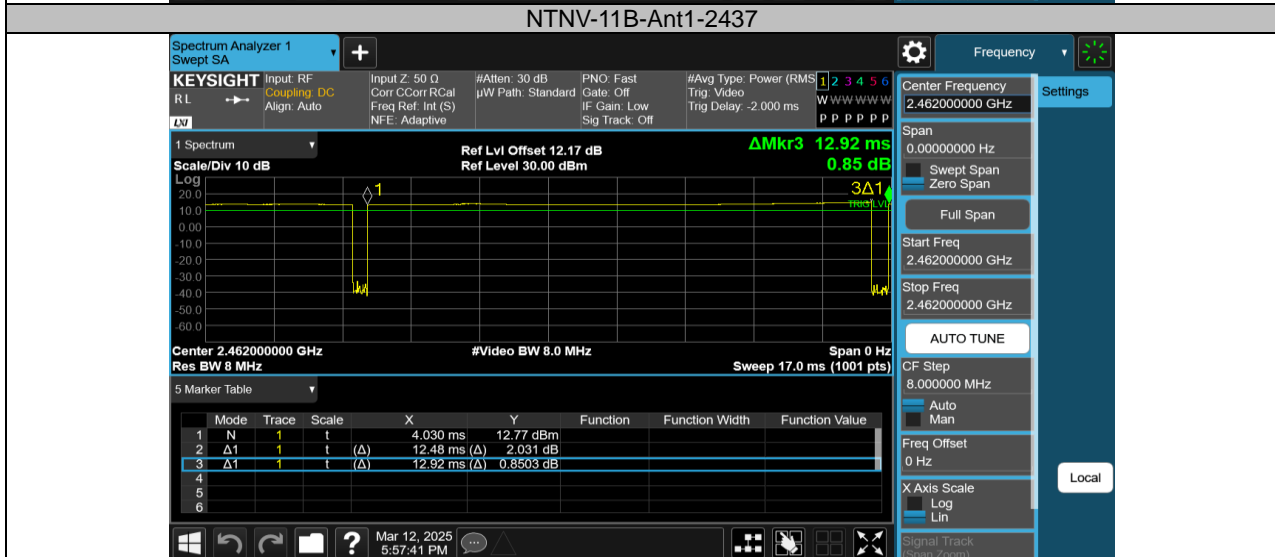 NTNV-11B-Ant1-2437
Spectrum Analyzer 1
Swept SA
Frequency
KEYSIGHT
R L
LXI
Input: RF
Coupling: DC
Align: Auto
Input Z: 50 Ω
Corr CCorr RCal
Freq Ref: Int (S)
NFE: Adaptive
#Atten: 30 dB
µW Path: Standard
PNO: Fast
Gate: Off
IF Gain: Low
Sig Track: Off
#Avg Type: Power (RMS
Trig: Video
Trig Delay: -2.000 ms
1 2 3 4 5 6
W W W W W W
P P P P P P
1 Spectrum
Scale/Div 10 dB
Ref Lvl Offset 12.17 dB
Ref Level 30.00 dBm
ΔMkr3 12.92 ms
0.85 dB
Log
20.0
10.0
0.00
-10.0
-20.0
-30.0
-40.0
-50.0
-60.0
1
3Δ1
TRIG LVL
Center 2.462000000 GHz
Res BW 8 MHz
#Video BW 8.0 MHz
Span 0 Hz
Sweep 17.0 ms (1001 pts)
5 Marker Table
Mode Trace Scale X Y Function Function Width Function Value
1 N 1 t 4.030 ms 12.77 dBm
2 Δ1 1 t (Δ) 12.48 ms (Δ) 2.031 dB
3 Δ1 1 t (Δ) 12.92 ms (Δ) 0.8503 dB
4
5
6
Mar 12, 2025
5:57:41 PM
Center Frequency
2.462000000 GHz
Span
0.00000000 Hz
Swept Span
Zero Span
Full Span
Start Freq
2.462000000 GHz
Stop Freq
2.462000000 GHz
AUTO TUNE
CF Step
8.000000 MHz
Auto
Man
Freq Offset
0 Hz
X Axis Scale
Log
Lin
Signal Track
(Span Zoom)
Settings
Local